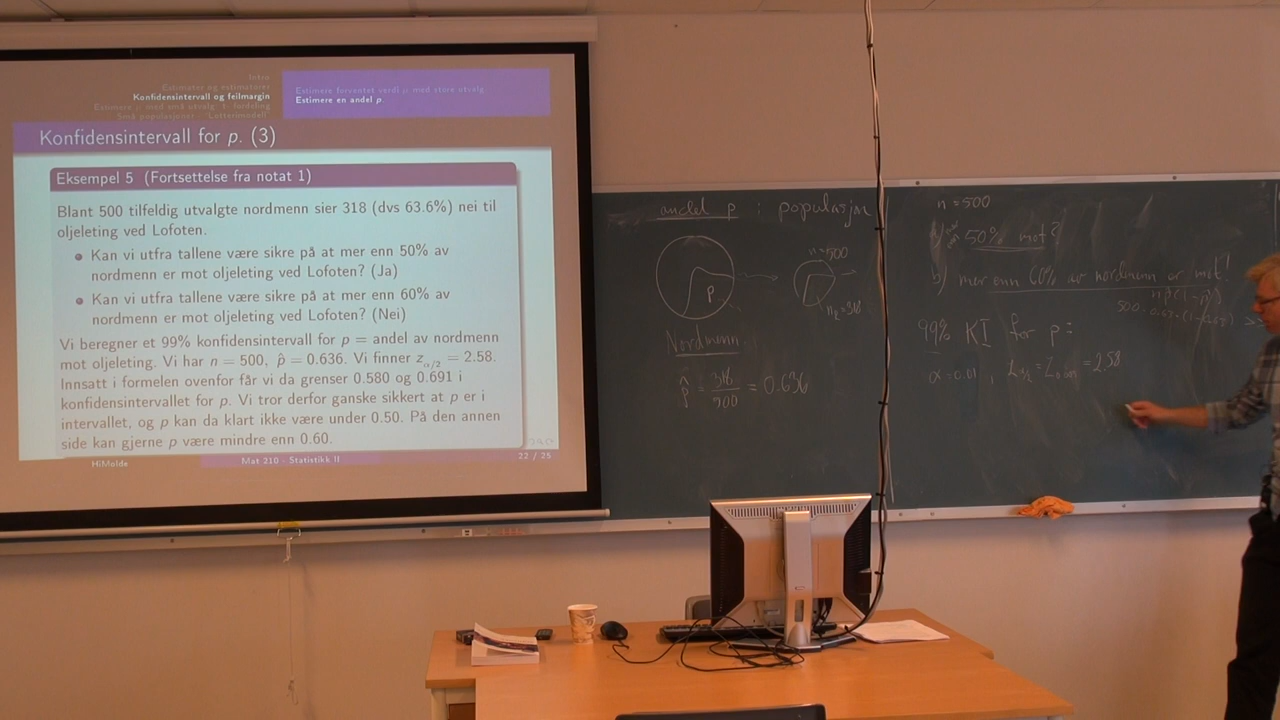 Intro
Estimater og estimatorer
Konfidensintervall og feilmargin
Estimere μ med små utvalg: t-fordeling
Små populasjoner - "Lotterimodell"
Estimere forventet verdi μ med store utvalg
Estimere en andel p.
Konfidensintervall for p. (3)
Eksempel 5 (Fortsettelse fra notat 1)
Blant 500 tilfeldig utvalgte nordmenn sier 318 (dvs 63.6%) nei til
oljeleting ved Lofoten.
Kan vi utfra tallene være sikre på at mer enn 50% av
nordmenn er mot oljeleting ved Lofoten? (Ja)
Kan vi utfra tallene være sikre på at mer enn 60% av
nordmenn er mot oljeleting ved Lofoten? (Nei)
Vi beregner et 99% konfidensintervall for p = andel av nordmenn
mot oljeleting. Vi har n = 500, p̂ = 0.636. Vi finner z_α/2 = 2.58.
Innsatt i formelen ovenfor får vi da grenser 0.580 og 0.691 i
konfidensintervallet for p. Vi tror derfor ganske sikkert at p er i
intervallet, og p kan da klart ikke være under 0.50. På den annen
side kan gjerne p være mindre enn 0.60.
HiMolde
Mat 210 - Statistikk II
22 / 25
andel p : populasjon
n=500
p
Nordmenn
p̂ = 318/500 = 0.636
n = 500
50% mot?
b) mer enn 60% av nordmenn er mot!
np(1-p)
99% KI for p:
α = 0.01, = 2.58